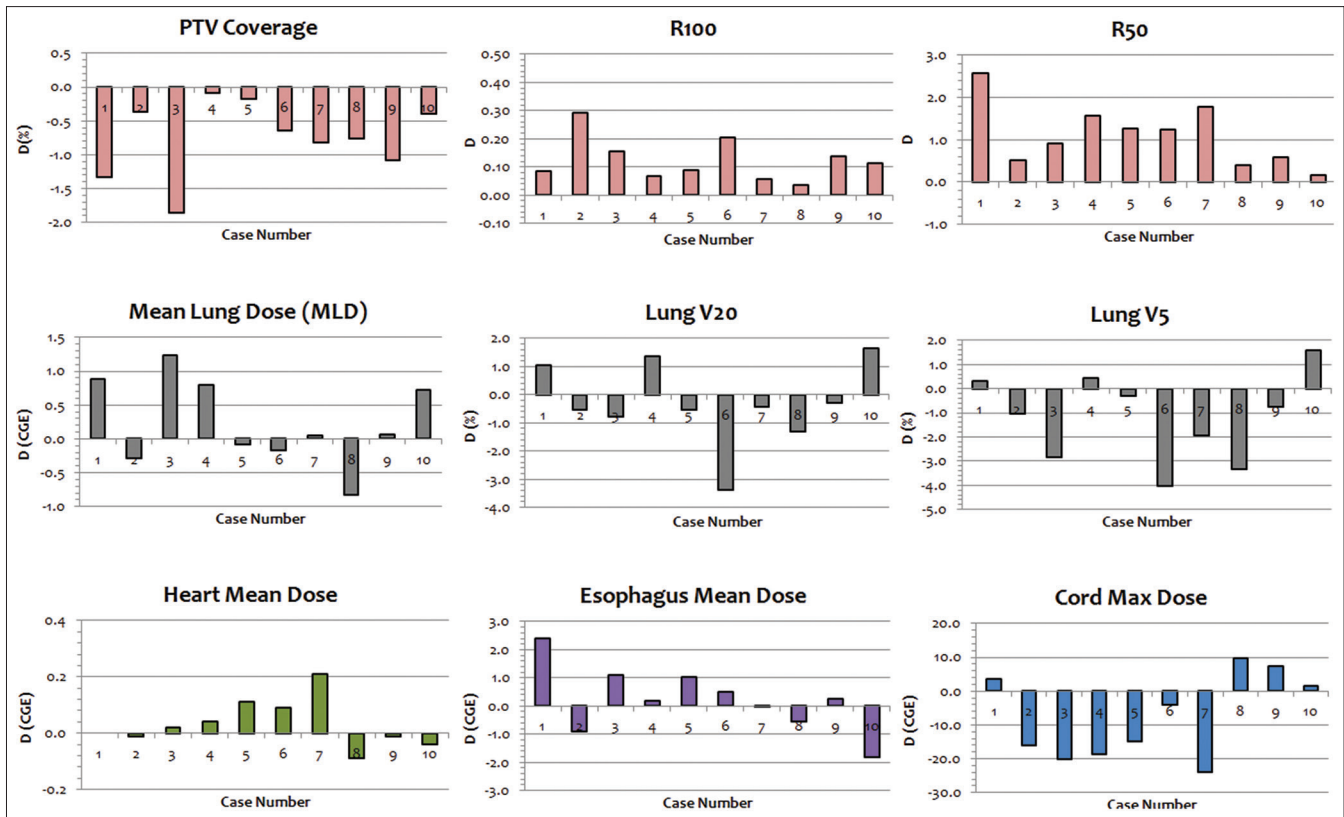 PTV Coverage
0.5
0.0
-0.5
-1.0
-1.5
-2.0
D(%)
1 2 3 4 5 6 7 8 9 10
Case Number
R100
0.50
0.40
0.30
0.20
0.10
0.00
-0.10
D
1 2 3 4 5 6 7 8 9 10
Case Number
R50
3.0
2.0
1.0
0.0
-1.0
D
1 2 3 4 5 6 7 8 9 10
Case Number
Mean Lung Dose (MLD)
1.5
1.0
0.5
0.0
-0.5
-1.0
D (CGE)
1 2 3 4 5 6 7 8 9 10
Case Number
Lung V20
2.0
1.0
0.0
-1.0
-2.0
-3.0
-4.0
D (%)
1 2 3 4 5 6 7 8 9 10
Case Number
Lung V5
2.0
1.0
0.0
-1.0
-2.0
-3.0
-4.0
-5.0
D (%)
1 2 3 4 5 6 7 8 9 10
Case Number
Heart Mean Dose
0.4
0.2
0.0
-0.2
D (CGE)
1 2 3 4 5 6 7 8 9 10
Case Number
Esophagus Mean Dose
3.0
2.0
1.0
0.0
-1.0
-2.0
-3.0
D (CGE)
1 2 3 4 5 6 7 8 9 10
Case Number
Cord Max Dose
20.0
10.0
0.0
-10.0
-20.0
-30.0
D (CGE)
1 2 3 4 5 6 7 8 9 10
Case Number